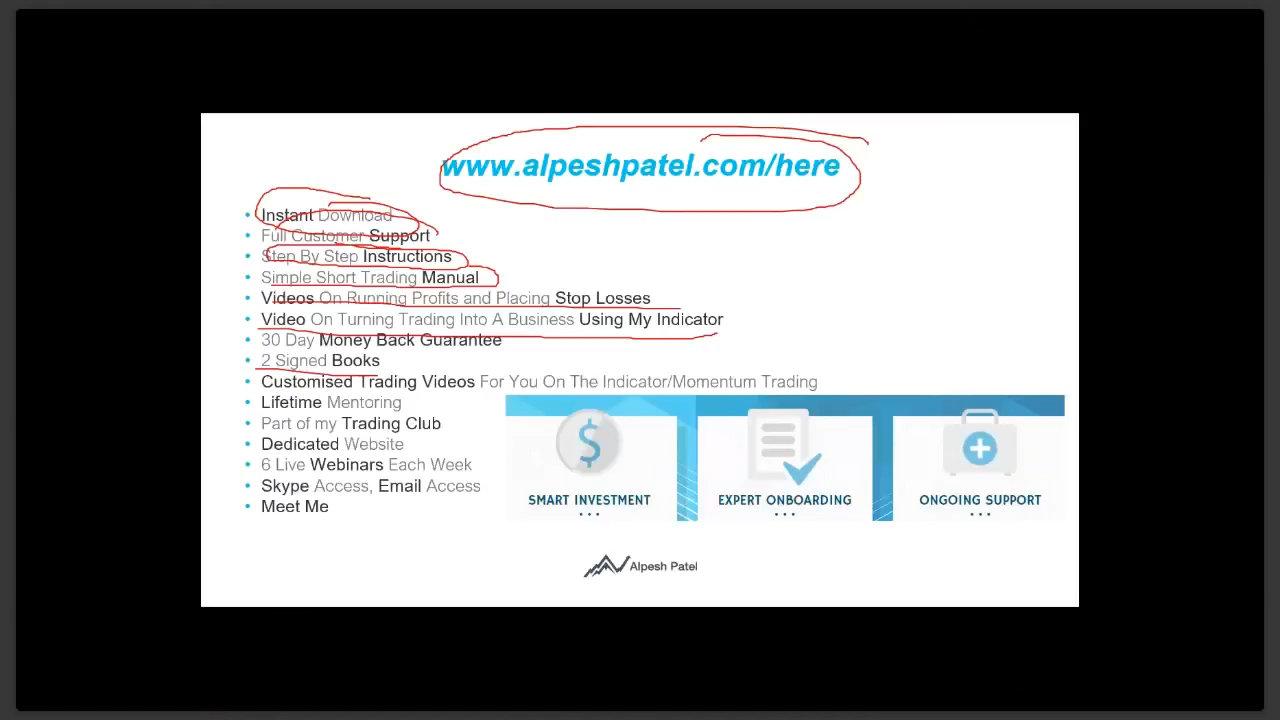 www.alpeshpatel.com/here
• Instant Download
• Full Customer Support
• Step By Step Instructions
• Simple Short Trading Manual
• Videos On Running Profits and Placing Stop Losses
• Video On Turning Trading Into A Business Using My Indicator
• 30 Day Money Back Guarantee
• 2 Signed Books
• Customised Trading Videos For You On The Indicator/Momentum Trading
• Lifetime Mentoring
• Part of my Trading Club
• Dedicated Website
• 6 Live Webinars Each Week
• Skype Access, Email Access
• Meet Me
SMART INVESTMENT
EXPERT ONBOARDING
ONGOING SUPPORT
Alpesh Patel